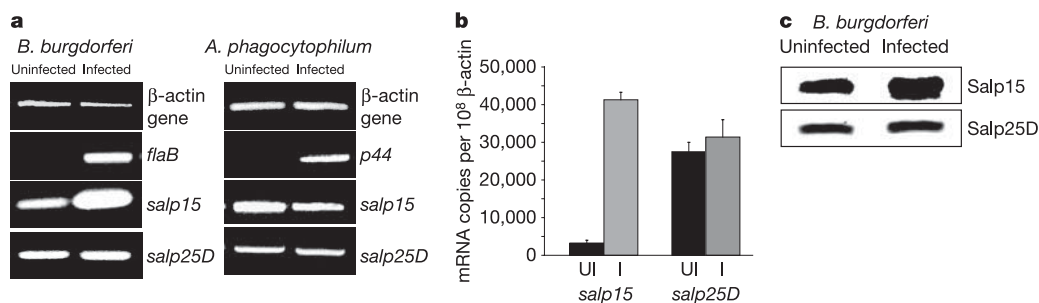 a
B. burgdorferi
Uninfected Infected
β-actin
gene
flaB
salp15
salp25D
A. phagocytophilum
Uninfected Infected
β-actin
gene
p44
salp15
salp25D
b
mRNA copies per 10⁸ β-actin
50,000
40,000
30,000
20,000
10,000
0
UI I UI I
salp15 salp25D
c
B. burgdorferi
Uninfected Infected
Salp15
Salp25D